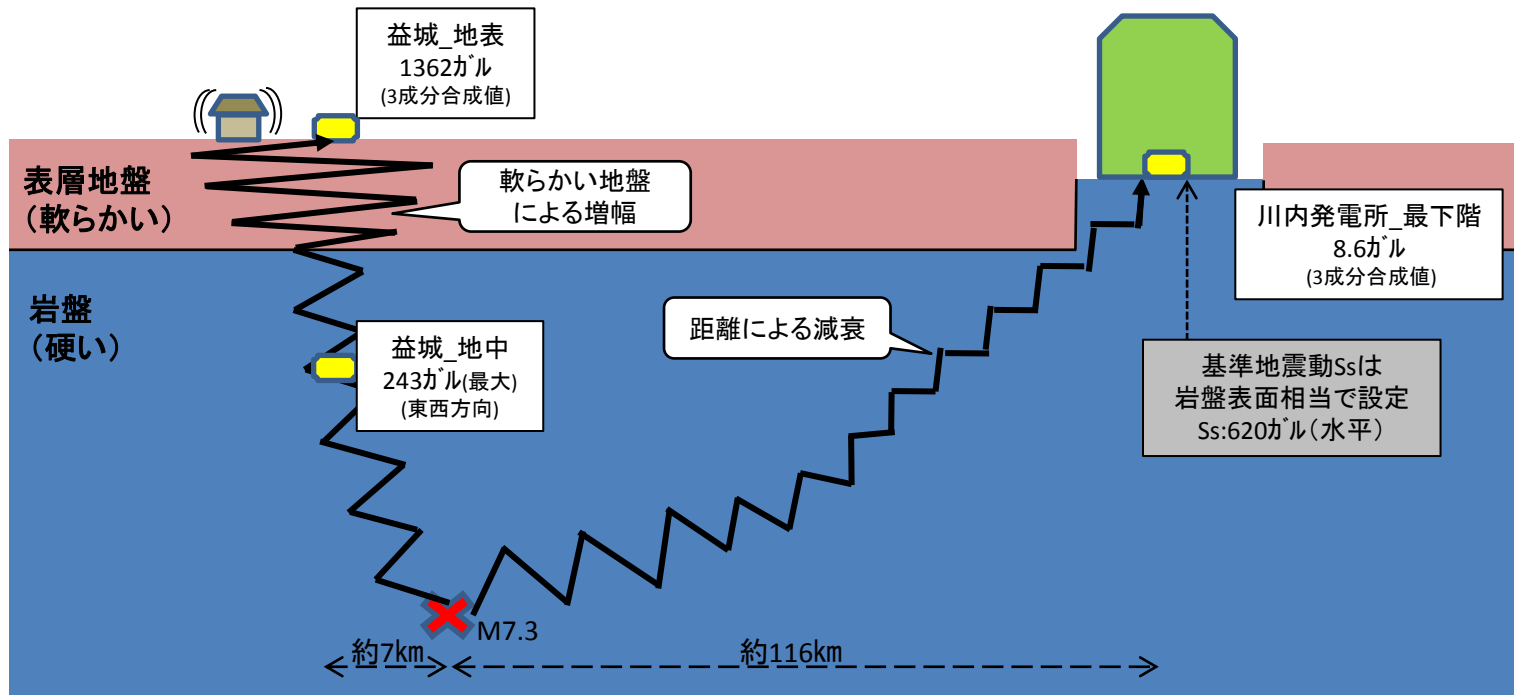 益城_地表
1362ガル
(3成分合成値)
表層地盤
(軟らかい)
軟らかい地盤
による増幅
川内発電所_最下階
8.6ガル
(3成分合成値)
岩盤
(硬い)
益城_地中
243ガル(最大)
(東西方向)
距離による減衰
基準地震動Ssは
岩盤表面相当で設定
Ss:620ガル(水平)
M7.3
約7㎞
約116㎞